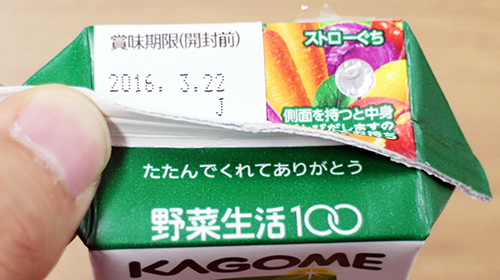 賞味期限(開封前)
2016. 3.22
J
ストローぐち
側面を持つと中身
たたんでくれてありがとう
野菜生活100
KAGOME